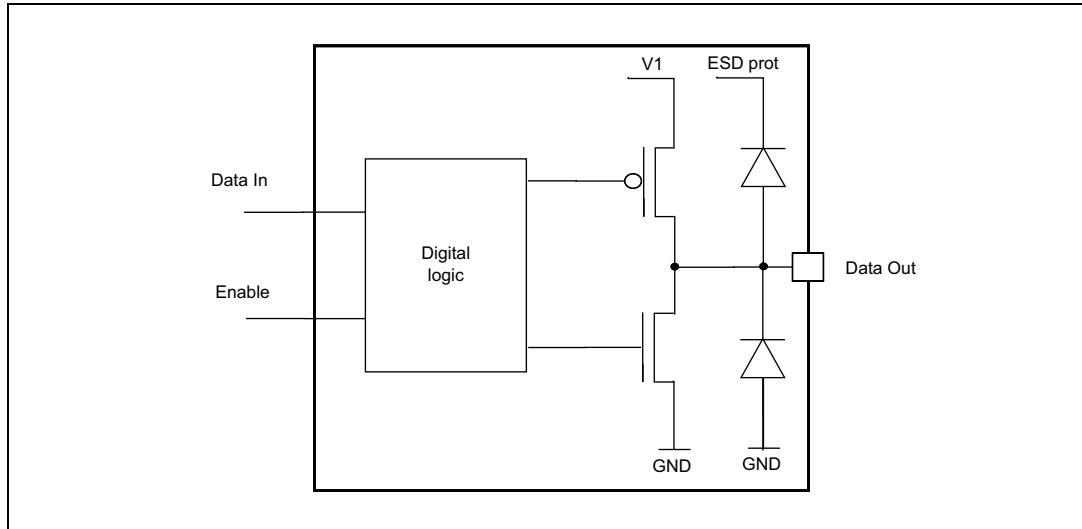 V1
ESD prot
Data In
Digital
logic
Data Out
Enable
GND
GND